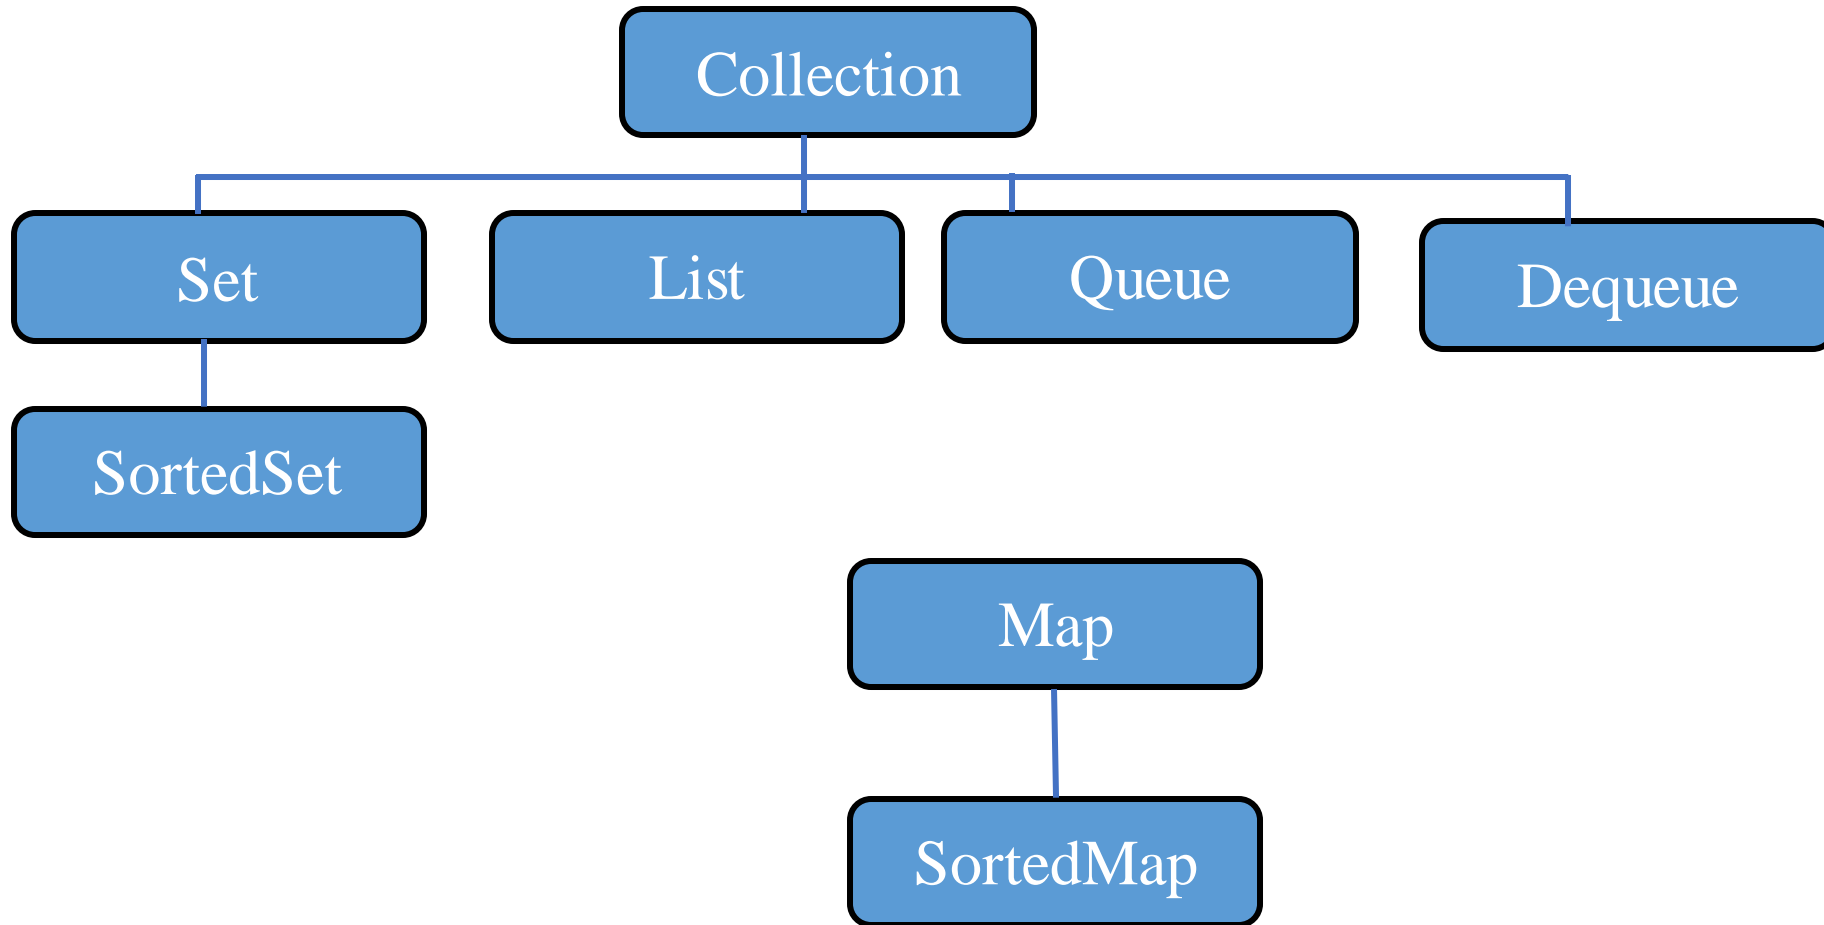 Collection
Set
List
Queue
Dequeue
SortedSet
Map
SortedMap